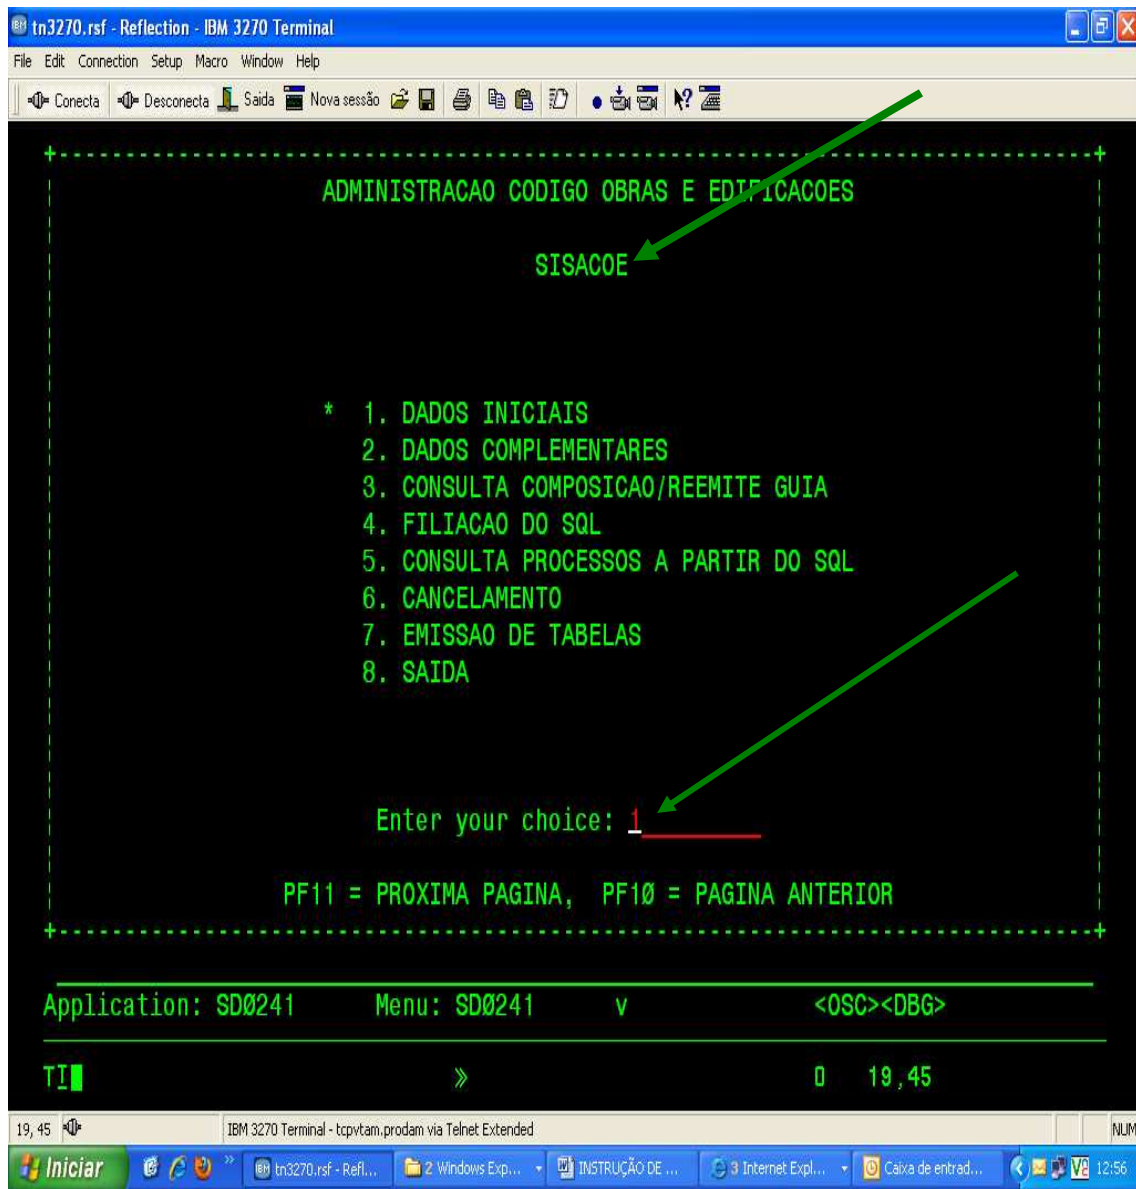 tn3270.rsf - Reflection - IBM 3270 Terminal
File Edit Connection Setup Macro Window Help
Conecta Desconecta Saida Nova sessão
ADMINISTRACAO CODIGO OBRAS E EDIFICACOES
SISACOE
* 1. DADOS INICIAIS
2. DADOS COMPLEMENTARES
3. CONSULTA COMPOSICAO/REEMITE GUIA
4. FILIACAO DO SQL
5. CONSULTA PROCESSOS A PARTIR DO SQL
6. CANCELAMENTO
7. EMISSAO DE TABELAS
8. SAIDA
Enter your choice: 1
PF11 = PROXIMA PAGINA, PF10 = PAGINA ANTERIOR
Application: SD0241 Menu: SD0241 v <OSC><DBG>
TI » 19,45
19, 45 IBM 3270 Terminal - tcpvtam.prodam via Telnet Extended NUM
Iniciar » tn3270.rsf - Refl... 2 Windows Exp... INSTRUÇÃO DE ... 3 Internet Expl... Caixa de entrad... 12:56